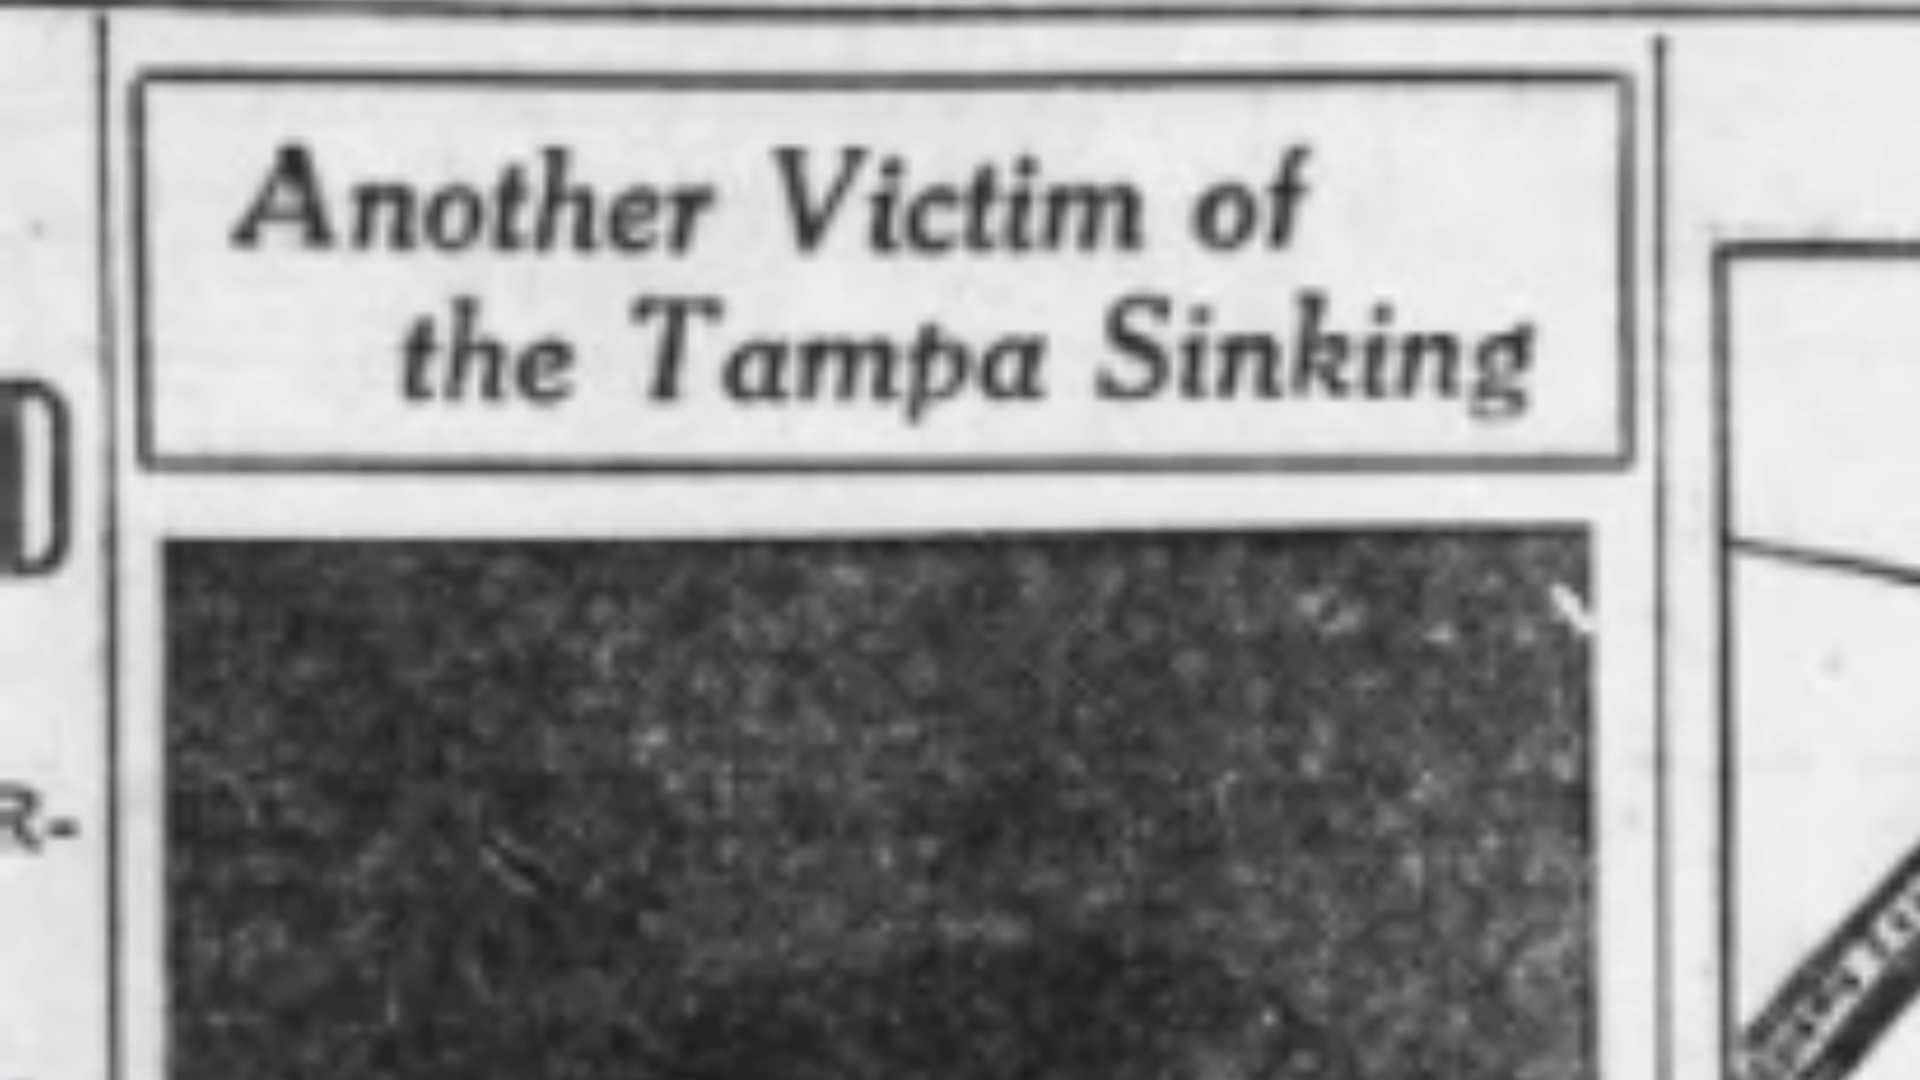 Another Victim of
the Tampa Sinking
R-